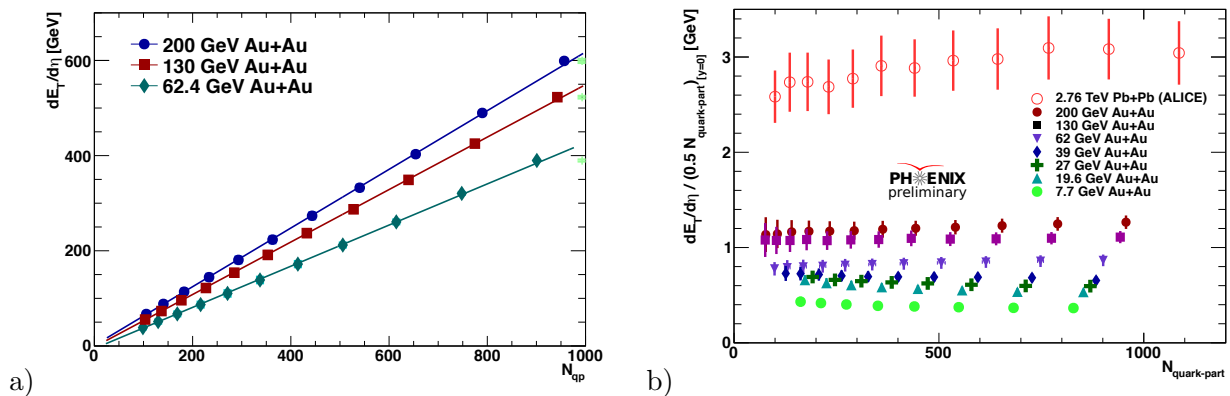 dE_T/dη [GeV]
600
400
200
0
200 GeV Au+Au
130 GeV Au+Au
62.4 GeV Au+Au
0 200 400 600 800 1000
N_qp
a)
dE_T/dη / (0.5 N_quark-part)_[y=0] [GeV]
3
2
1
0
2.76 TeV Pb+Pb (ALICE)
200 GeV Au+Au
130 GeV Au+Au
62 GeV Au+Au
39 GeV Au+Au
27 GeV Au+Au
19.6 GeV Au+Au
7.7 GeV Au+Au
PHENIX
preliminary
0 500 1000
N_quark-part
b)